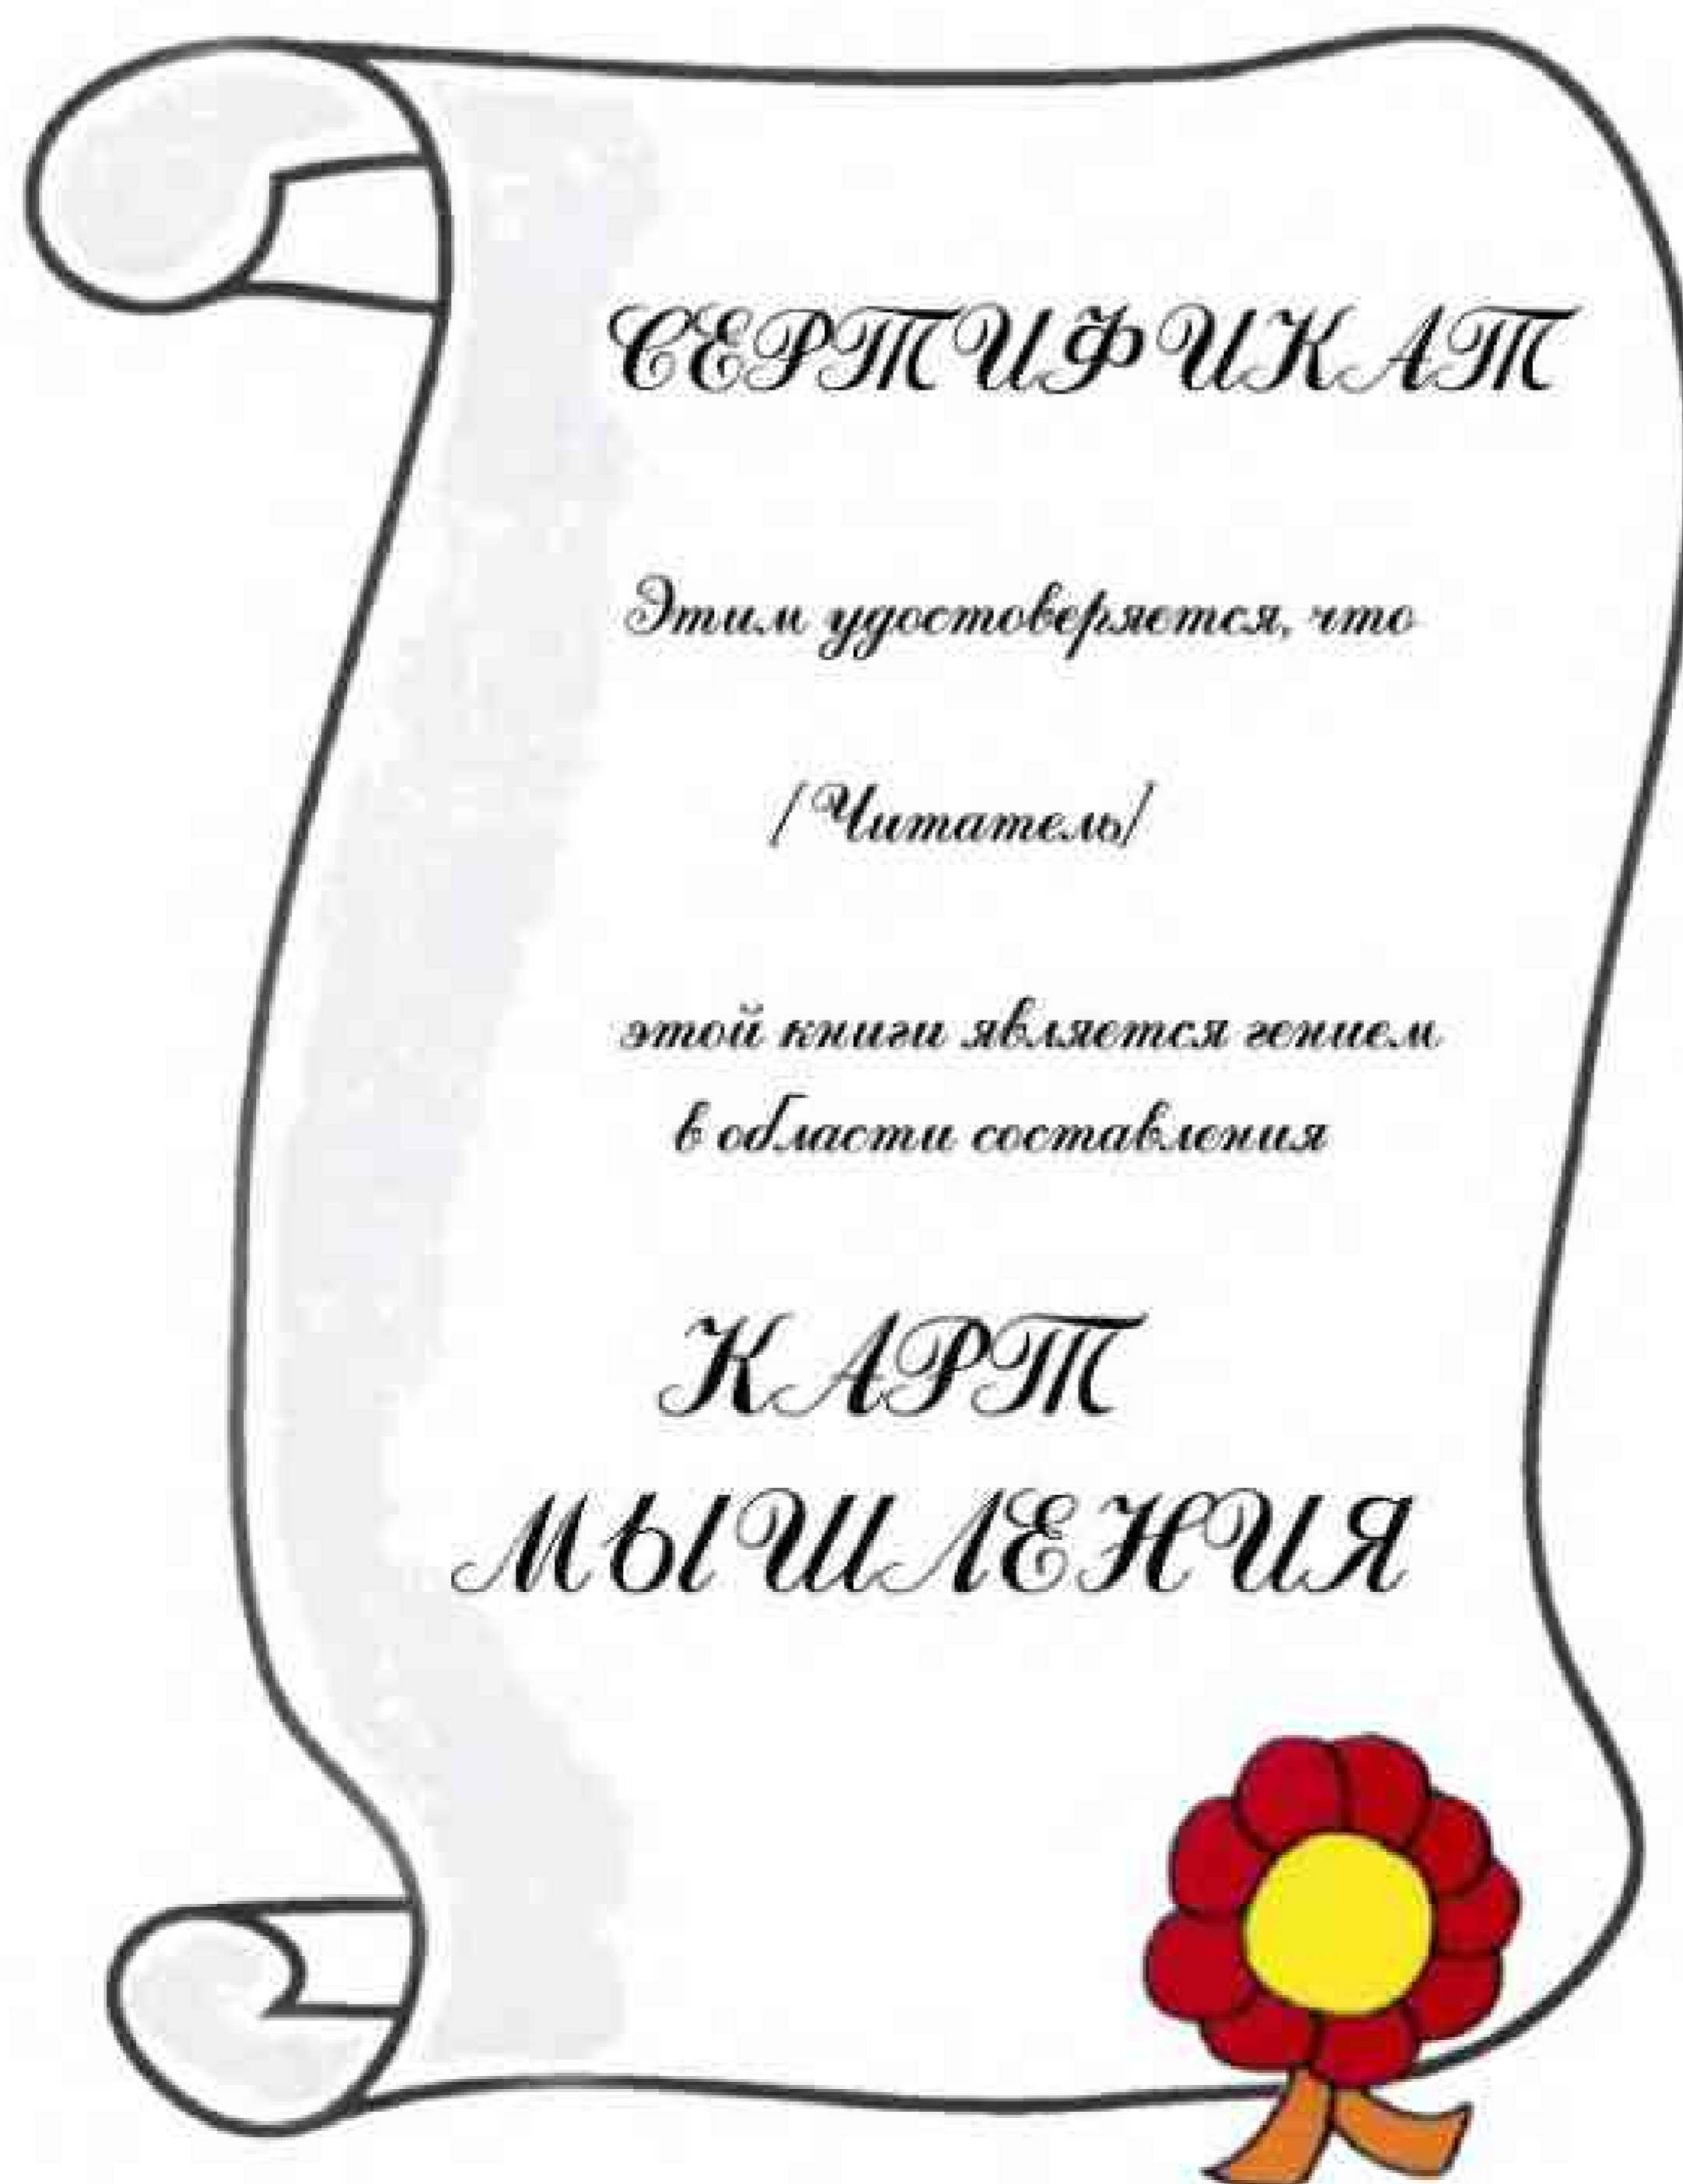 СЕРТИФИКАТ
Этим удостоверяется, что
/Читатель/
этой книги является гением
в области составления
КАРТ
МЫШЛЕНИЯ